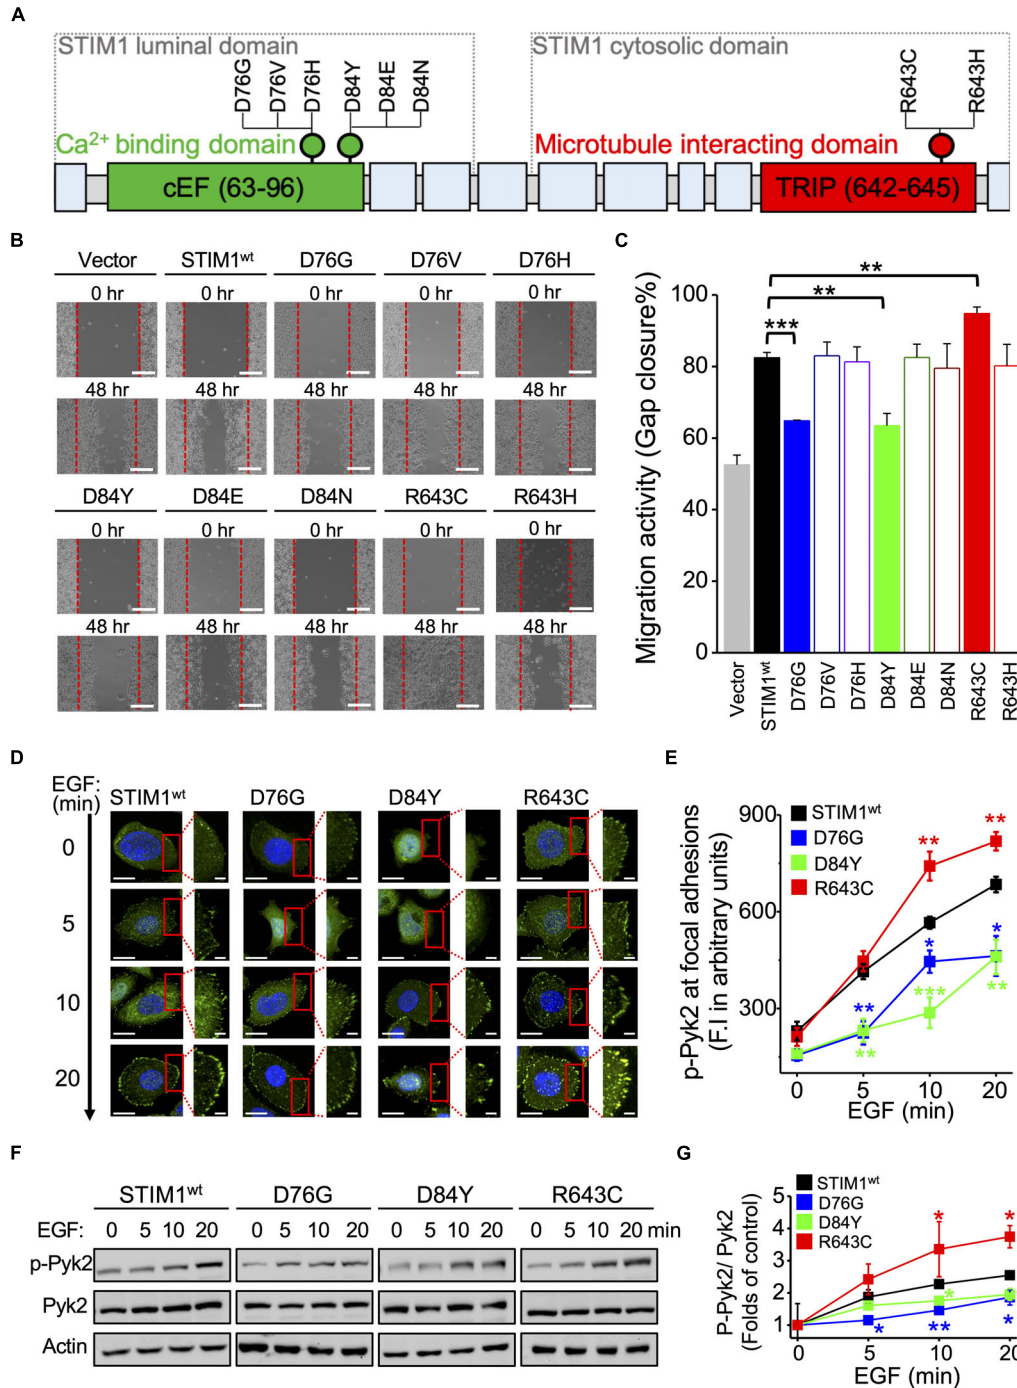 A
STIM1 luminal domain
STIM1 cytosolic domain
D76G
D76V
D76H
D84Y
D84E
D84N
R643C
R643H
Ca2+ binding domain
Microtubule interacting domain
cEF (63-96)
TRIP (642-645)
B
Vector STIM1wt D76G D76V D76H
0 hr 0 hr 0 hr 0 hr 0 hr
48 hr 48 hr 48 hr 48 hr 48 hr
D84Y D84E D84N R643C R643H
0 hr 0 hr 0 hr 0 hr 0 hr
48 hr 48 hr 48 hr 48 hr 48 hr
C
Migration activity (Gap closure%)
100
80
60
40
20
0
**
**
***
Vector
STIM1wt
D76G
D76V
D76H
D84Y
D84E
D84N
R643C
R643H
D
EGF:
(min)
STIM1wt D76G D84Y R643C
0
5
10
20
E
p-Pyk2 at focal adhesions
(F.I in arbitrary units)
900
600
300
STIM1wt
D76G
D84Y
R643C
** **
* *
** *** **
**
0 5 10 20
EGF (min)
F
STIM1wt D76G D84Y R643C
EGF: 0 5 10 20 0 5 10 20 0 5 10 20 0 5 10 20 min
p-Pyk2
Pyk2
Actin
G
P-Pyk2/ Pyk2
(Folds of control)
5
4
3
2
1
STIM1wt
D76G
D84Y
R643C
* *
*
* ** *
0 5 10 20
EGF (min)